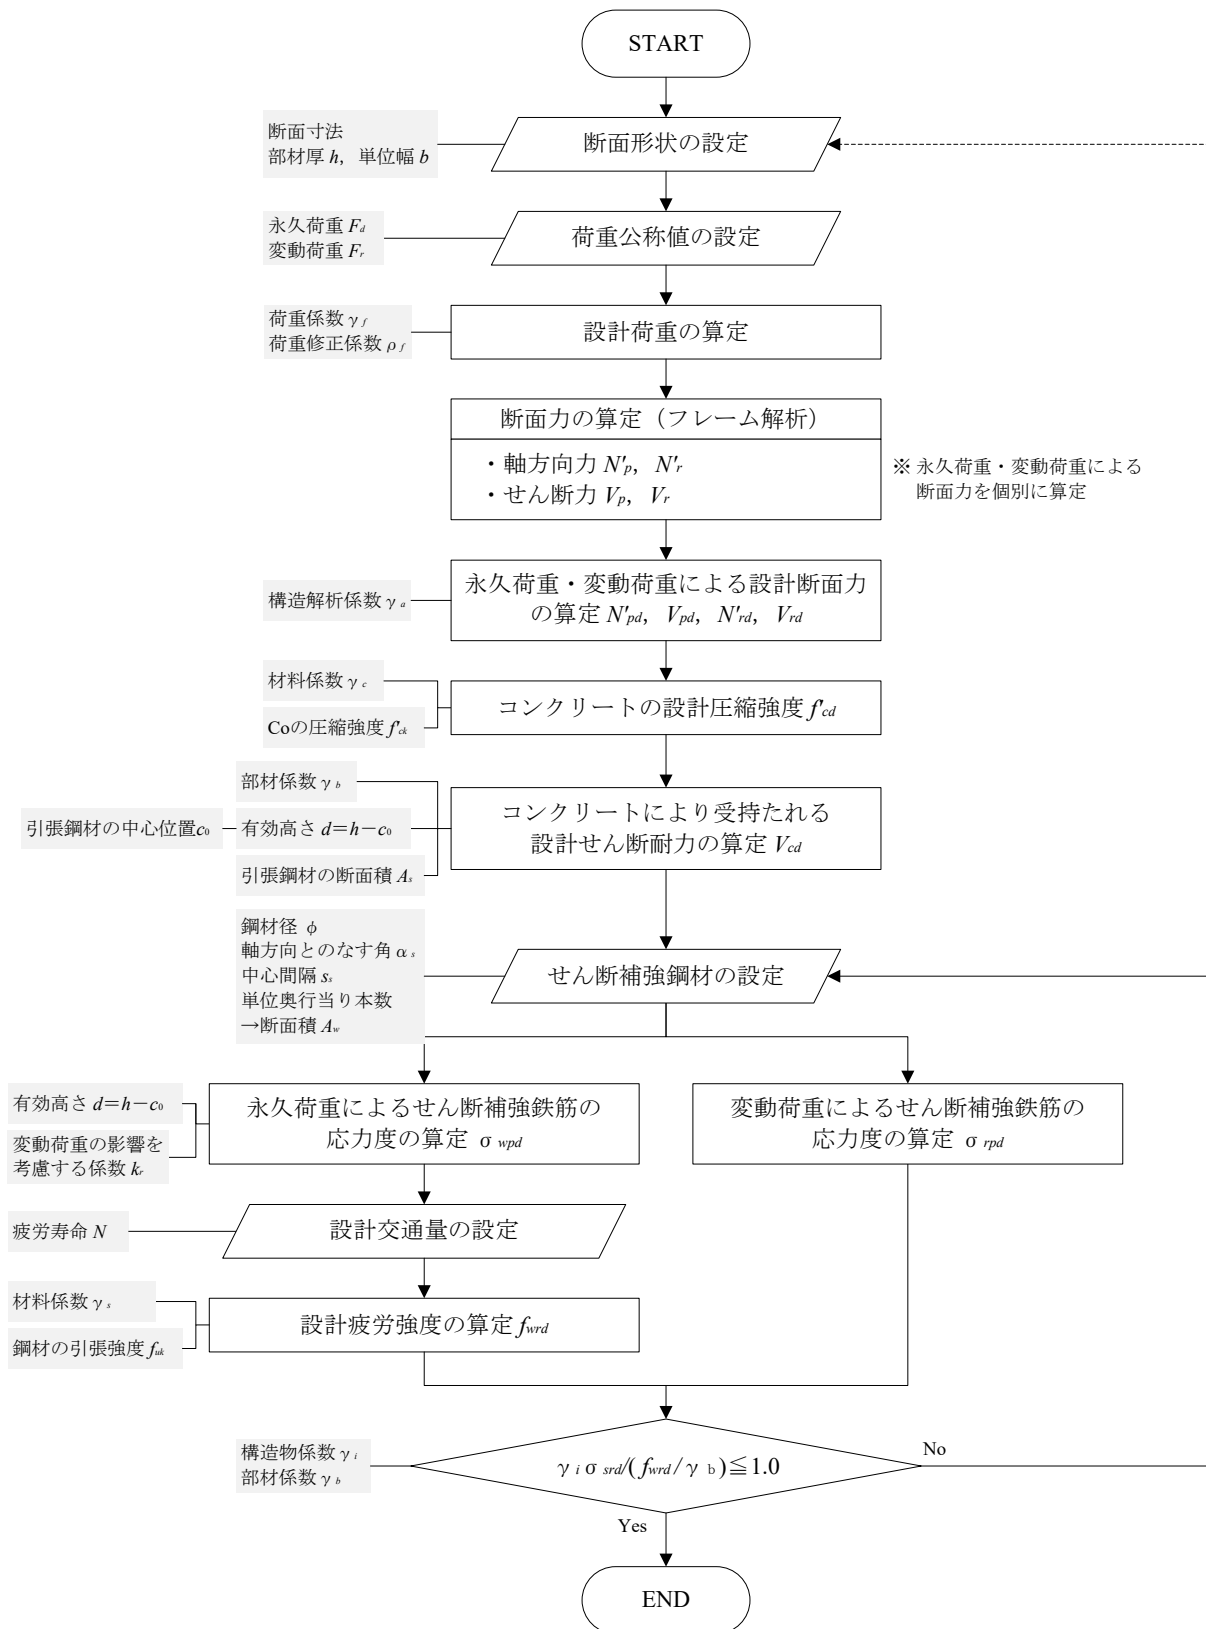 START
断面寸法
部材厚 h, 単位幅 b
断面形状の設定
永久荷重 Fd
変動荷重 Fr
荷重公称値の設定
荷重係数 γf
荷重修正係数 ρf
設計荷重の算定
断面力の算定（フレーム解析）
・軸方向力 N'p, N'r
・せん断力 Vp, Vr
※ 永久荷重・変動荷重による
断面力を個別に算定
構造解析係数 γa
永久荷重・変動荷重による設計断面力
の算定 N'pd, Vpd, N'rd, Vrd
材料係数 γc
Coの圧縮強度 f'ck
コンクリートの設計圧縮強度 f'cd
部材係数 γb
引張鋼材の中心位置c0
有効高さ d＝h－c0
引張鋼材の断面積 As
コンクリートにより受持たれる
設計せん断耐力の算定 Vcd
鋼材径 φ
軸方向とのなす角 αs
中心間隔 ss
単位奥行当り本数
→断面積 Aw
せん断補強鋼材の設定
有効高さ d＝h－c0
変動荷重の影響を
考慮する係数 kr
永久荷重によるせん断補強鉄筋の
応力度の算定 σwpd
変動荷重によるせん断補強鉄筋の
応力度の算定 σrpd
疲労寿命 N
設計交通量の設定
材料係数 γs
鋼材の引張強度 fuk
設計疲労強度の算定 fwrd
構造物係数 γi
部材係数 γb
γi σsrd/(fwrd/γb)≦1.0
No
Yes
END